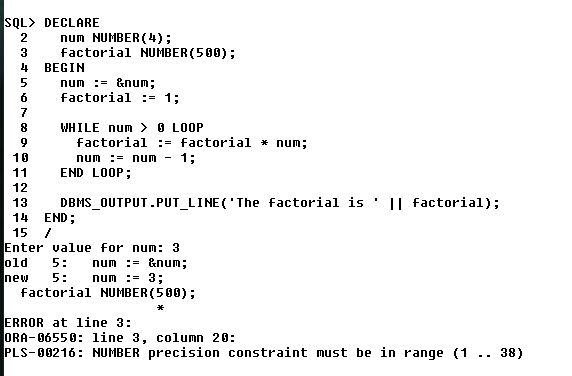 SQL> DECLARE
  2    num NUMBER(4);
  3    factorial NUMBER(500);
  4  BEGIN
  5    num := &num;
  6    factorial := 1;
  7
  8    WHILE num > 0 LOOP
  9      factorial := factorial * num;
 10      num := num - 1;
 11    END LOOP;
 12
 13    DBMS_OUTPUT.PUT_LINE('The factorial is ' || factorial);
 14  END;
 15  /
Enter value for num: 3
old   5:   num := &num;
new   5:   num := 3;
  factorial NUMBER(500);
                   *
ERROR at line 3:
ORA-06550: line 3, column 20:
PLS-00216: NUMBER precision constraint must be in range (1 .. 38)